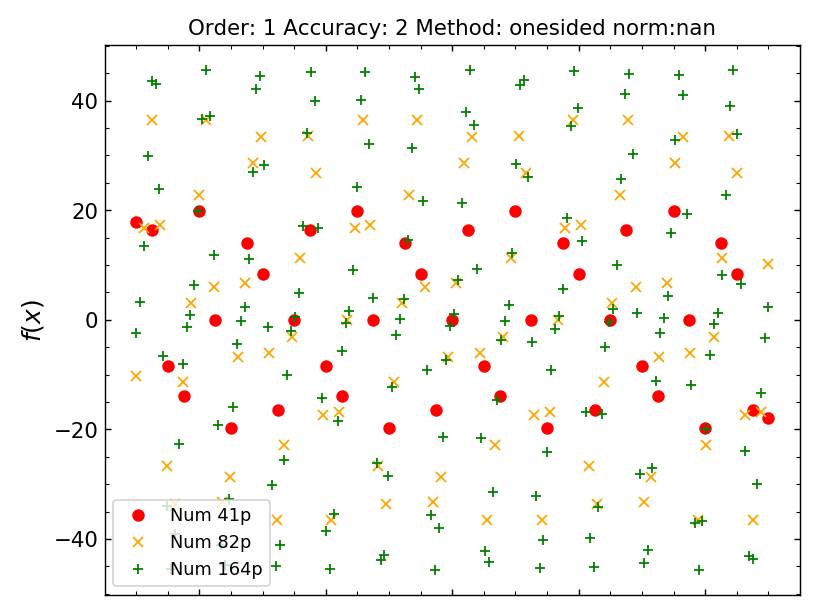 Order: 1 Accuracy: 2 Method: onesided norm:nan
40
20
0
−20
−40
f(x)
Num 41p
Num 82p
Num 164p